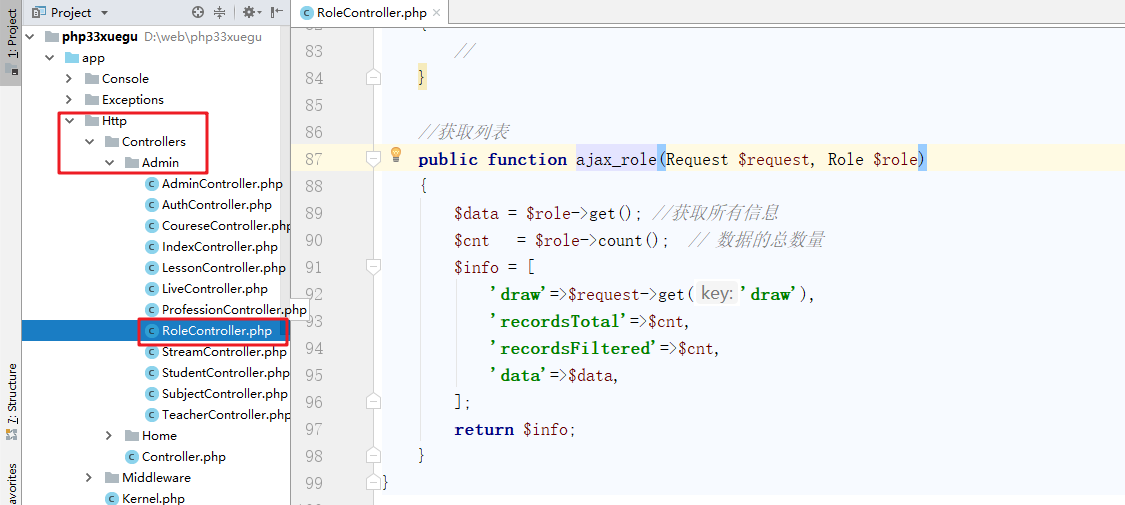 1: Project
Project
php33xuegu D:\web\php33xuegu
app
Console
Exceptions
Http
Controllers
Admin
AdminController.php
AuthController.php
CoureseController.php
IndexController.php
LessonController.php
LiveController.php
ProfessionController.php
RoleController.php
StreamController.php
StudentController.php
SubjectController.php
TeacherController.php
Home
Controller.php
Middleware
Kernel.php
7: Structure
avorites
RoleController.php
{
83 //
84 }
85
86 //获取列表
87 public function ajax_role(Request $request, Role $role)
88 {
89 $data = $role->get(); //获取所有信息
90 $cnt = $role->count(); // 数据的总数量
91 $info = [
92 'draw'=>$request->get( key: 'draw'),
93 'recordsTotal'=>$cnt,
94 'recordsFiltered'=>$cnt,
95 'data'=>$data,
96 ];
97 return $info;
98 }
99 }